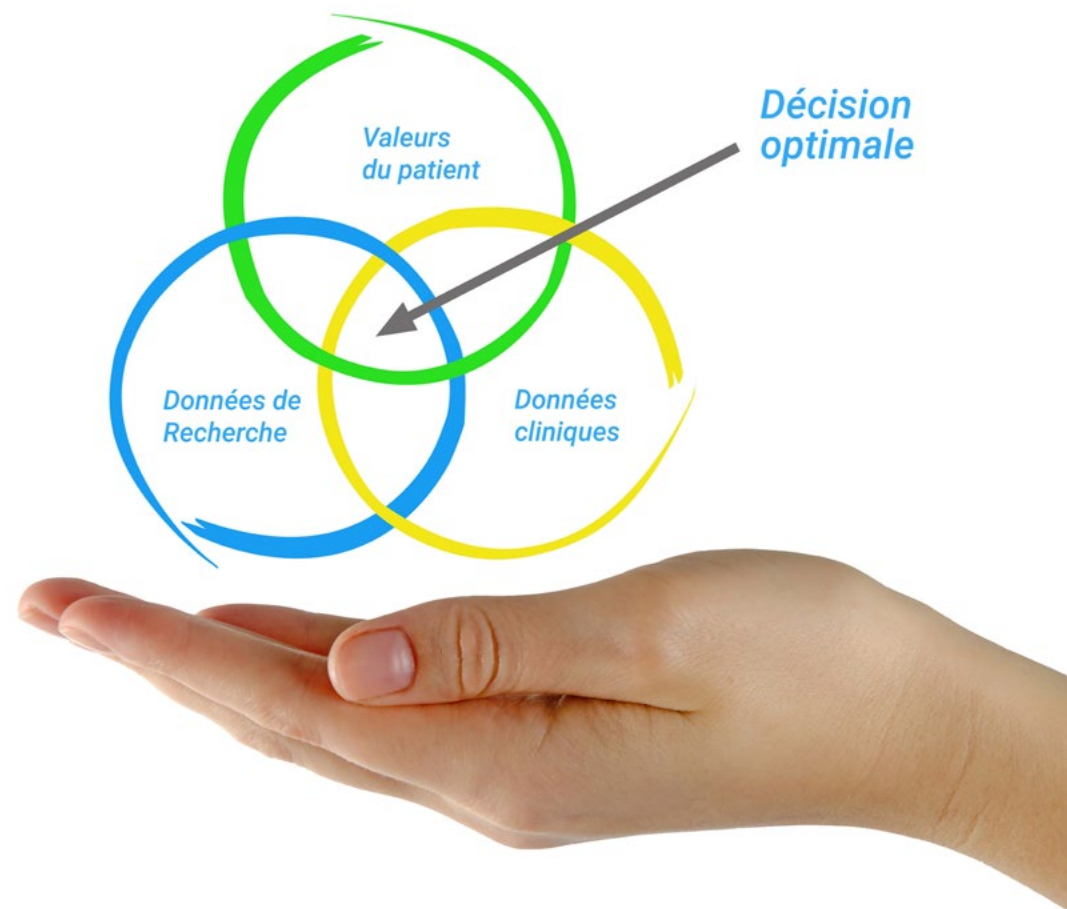 Décision
optimale
Valeurs
du patient
Données de
Recherche
Données
cliniques